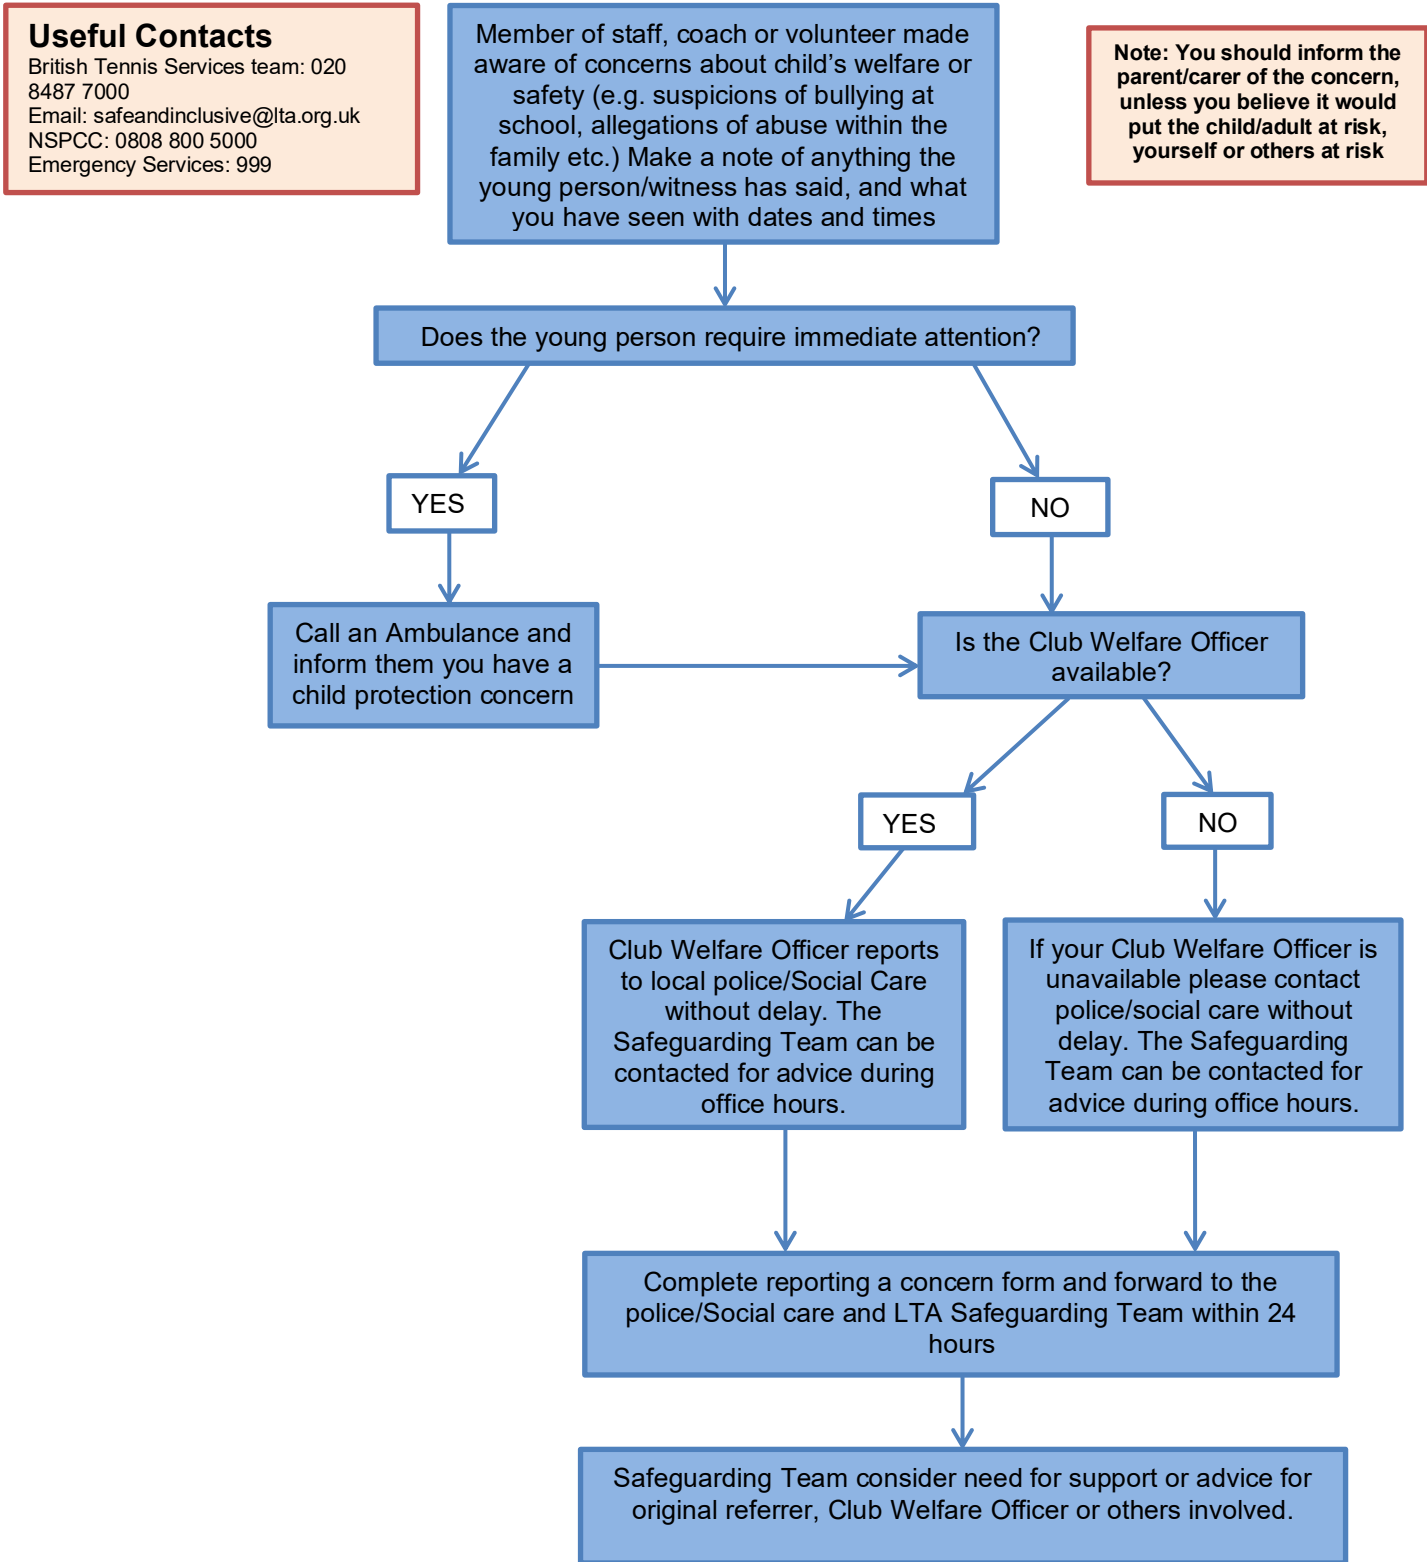 Useful Contacts
British Tennis Services team: 020
8487 7000
Email: safeandinclusive@lta.org.uk
NSPCC: 0808 800 5000
Emergency Services: 999
Member of staff, coach or volunteer made
aware of concerns about child's welfare or
safety (e.g. suspicions of bullying at
school, allegations of abuse within the
family etc.) Make a note of anything the
young person/witness has said, and what
you have seen with dates and times
Note: You should inform the
parent/carer of the concern,
unless you believe it would
put the child/adult at risk,
yourself or others at risk
Does the young person require immediate attention?
YES
NO
Call an Ambulance and
inform them you have a
child protection concern
Is the Club Welfare Officer
available?
YES
NO
Club Welfare Officer reports
to local police/Social Care
without delay. The
Safeguarding Team can be
contacted for advice during
office hours.
If your Club Welfare Officer is
unavailable please contact
police/social care without
delay. The Safeguarding
Team can be contacted for
advice during office hours.
Complete reporting a concern form and forward to the
police/Social care and LTA Safeguarding Team within 24
hours
Safeguarding Team consider need for support or advice for
original referrer, Club Welfare Officer or others involved.